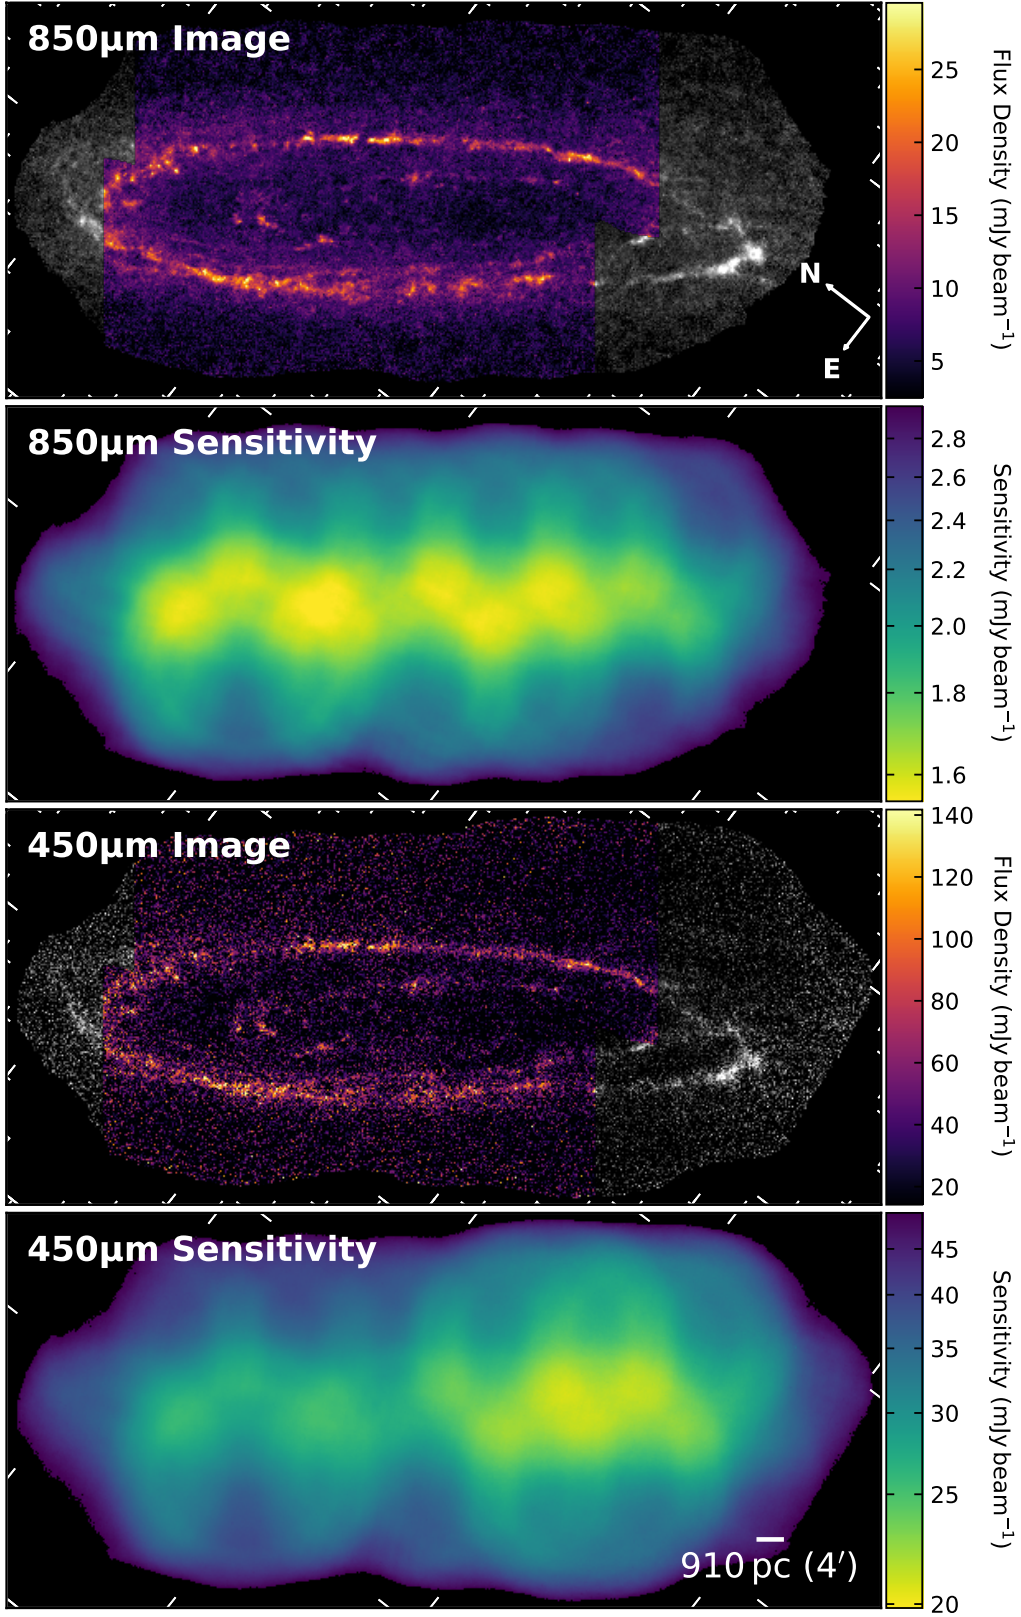 850μm Image
N
E
25
20
15
10
5
Flux Density (mJy beam⁻¹)
850μm Sensitivity
2.8
2.6
2.4
2.2
2.0
1.8
1.6
Sensitivity (mJy beam⁻¹)
450μm Image
140
120
100
80
60
40
20
Flux Density (mJy beam⁻¹)
450μm Sensitivity
910 pc (4′)
45
40
35
30
25
20
Sensitivity (mJy beam⁻¹)